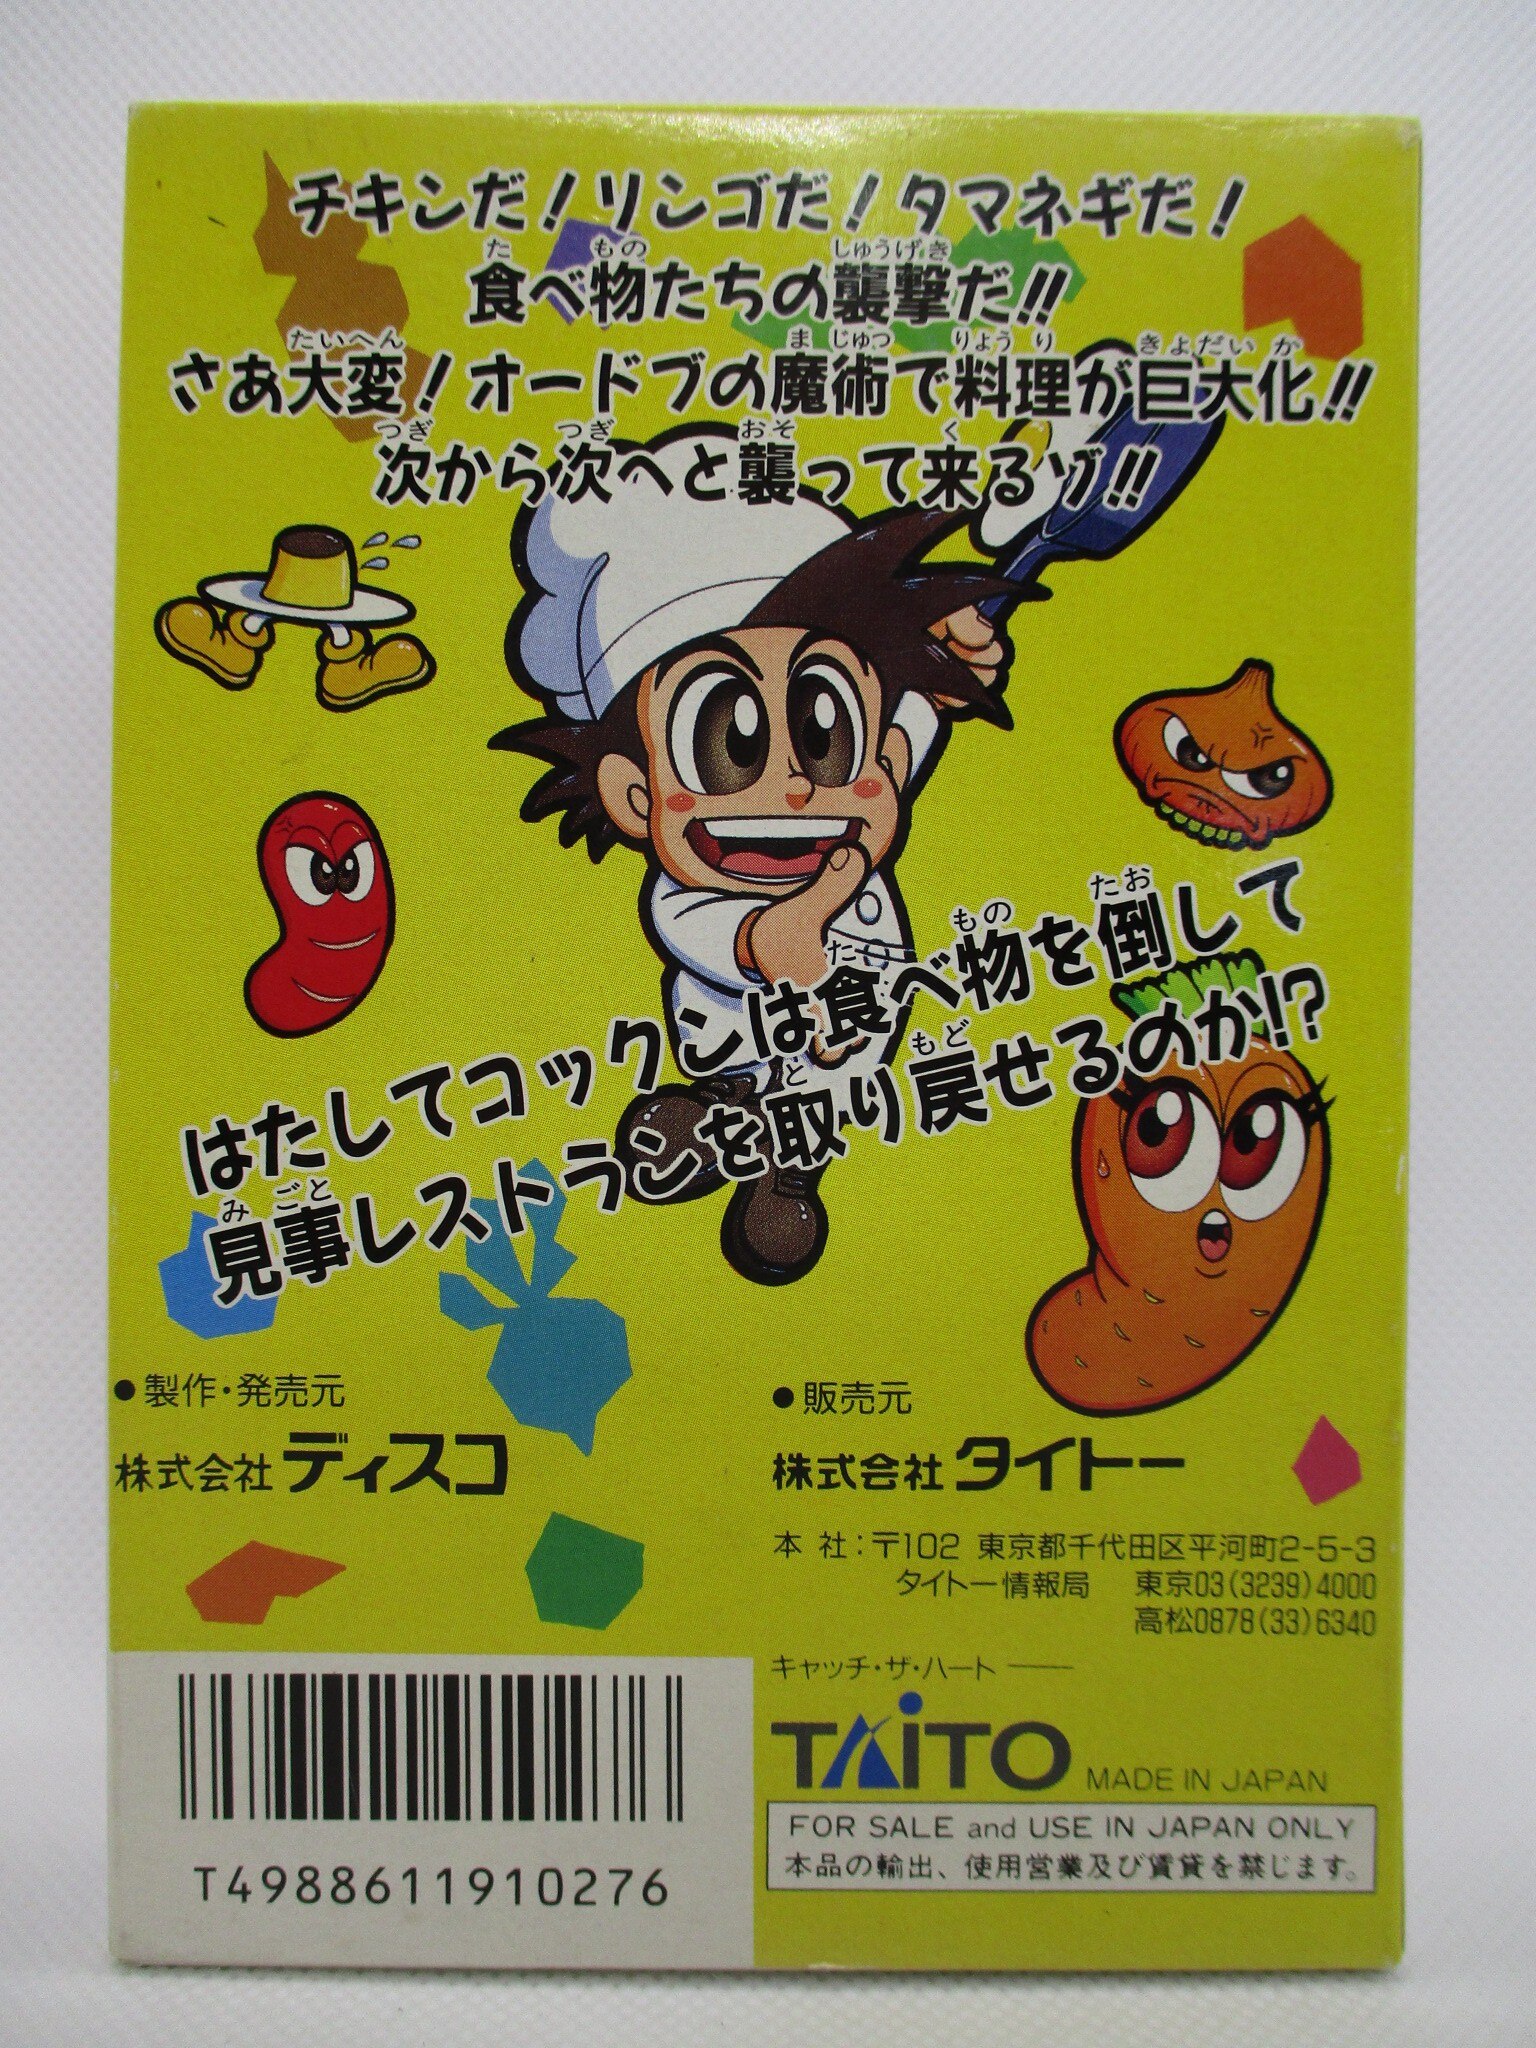 チキンだ!リンゴだ!タマネギだ!
食べ物たちの襲撃だ!!
さあ大変!オードブの魔術で料理が巨大化!!
次から次へと襲って来るゾ!!
はたしてコックンは食べ物を倒して
見事レストランを取り戻せるのか!?
●製作・発売元
株式会社ディスコ
●販売元
株式会社タイトー
本社:〒102 東京都千代田区平河町2-5-3
タイトー情報局 東京03(3239)4000
高松0878(33)6340
キャッチ・ザ・ハート
TAITO MADE IN JAPAN
FOR SALE and USE IN JAPAN ONLY
本品の輸出、使用営業及び賃貸を禁じます。
T4988611910276